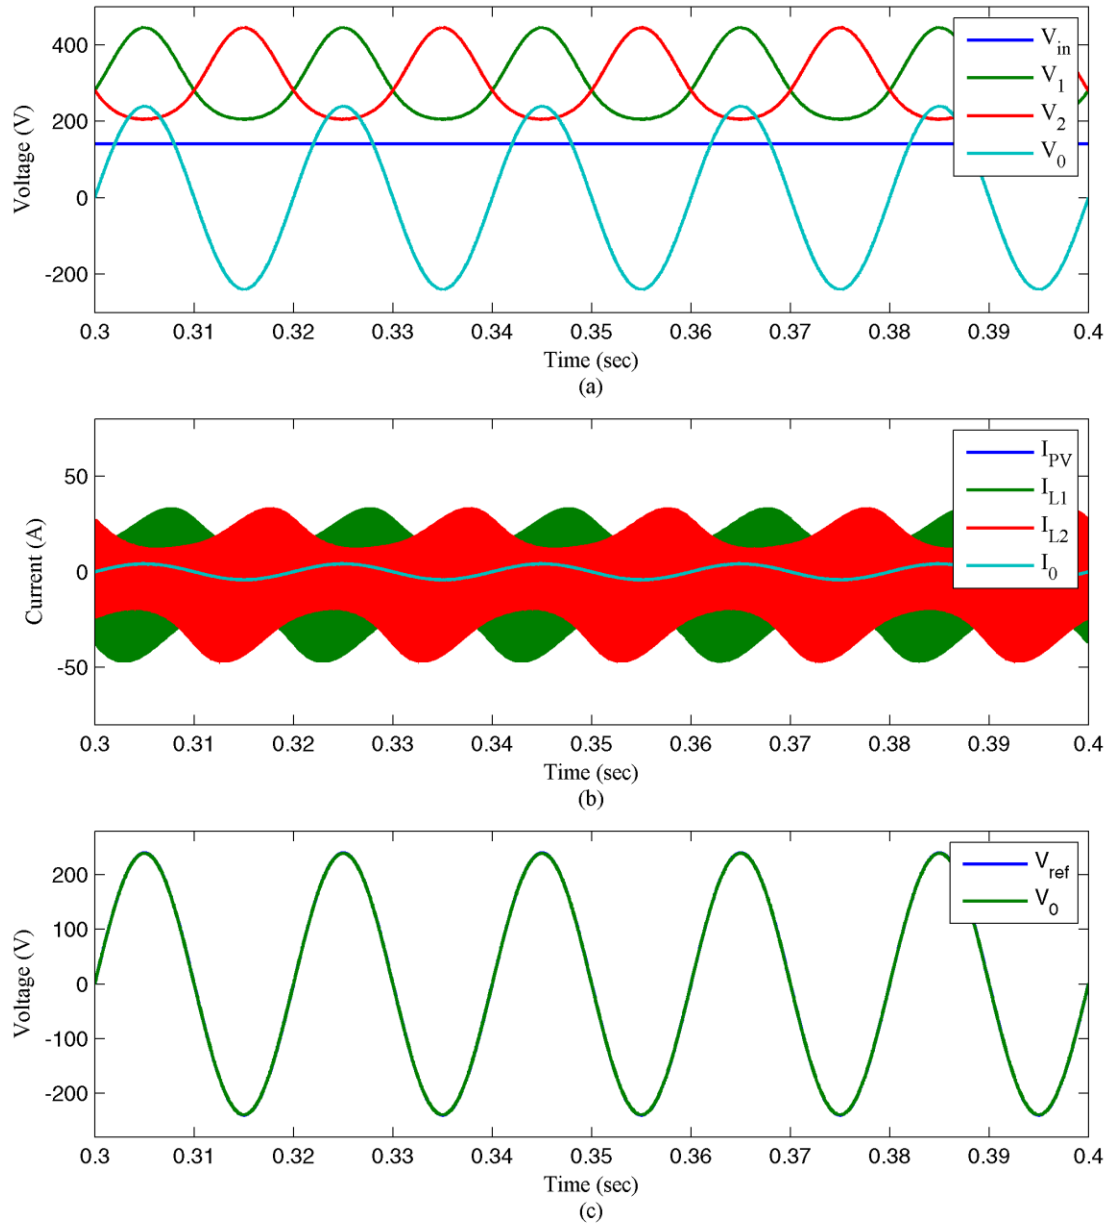 400
200
0
-200
Voltage (V)
V_in
V_1
V_2
V_0
0.3 0.31 0.32 0.33 0.34 0.35 0.36 0.37 0.38 0.39 0.4
Time (sec)
(a)
50
0
-50
Current (A)
I_PV
I_L1
I_L2
I_0
0.3 0.31 0.32 0.33 0.34 0.35 0.36 0.37 0.38 0.39 0.4
Time (sec)
(b)
200
100
0
-100
-200
Voltage (V)
V_ref
V_0
0.3 0.31 0.32 0.33 0.34 0.35 0.36 0.37 0.38 0.39 0.4
Time (sec)
(c)